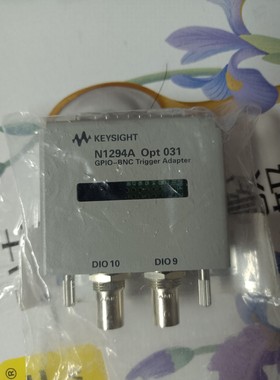 KEYSIGHT
N1294A Opt 031
GPIO-BNC Trigger Adapter
DIO 10 DIO 9